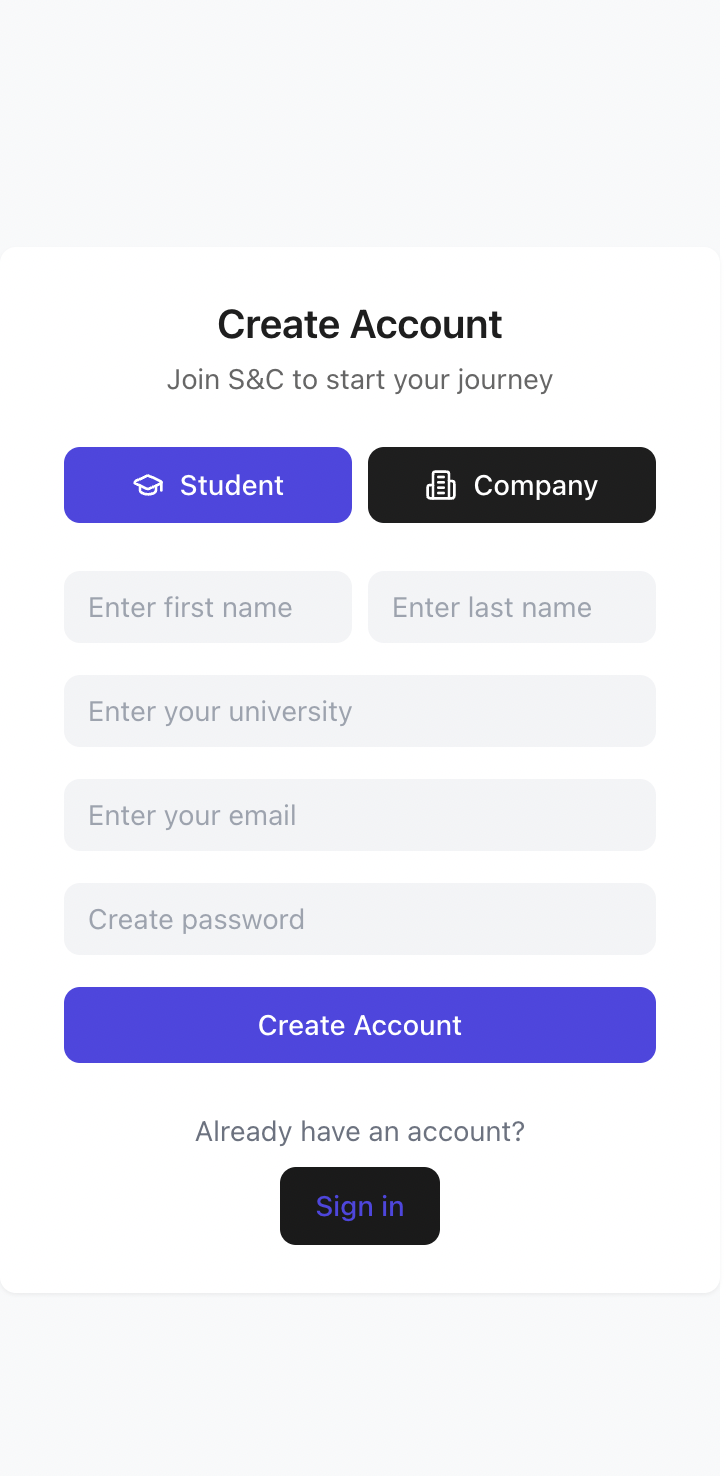 Create Account
Join S&C to start your journey
Student
Company
Enter first name
Enter last name
Enter your university
Enter your email
Create password
Create Account
Already have an account?
Sign in